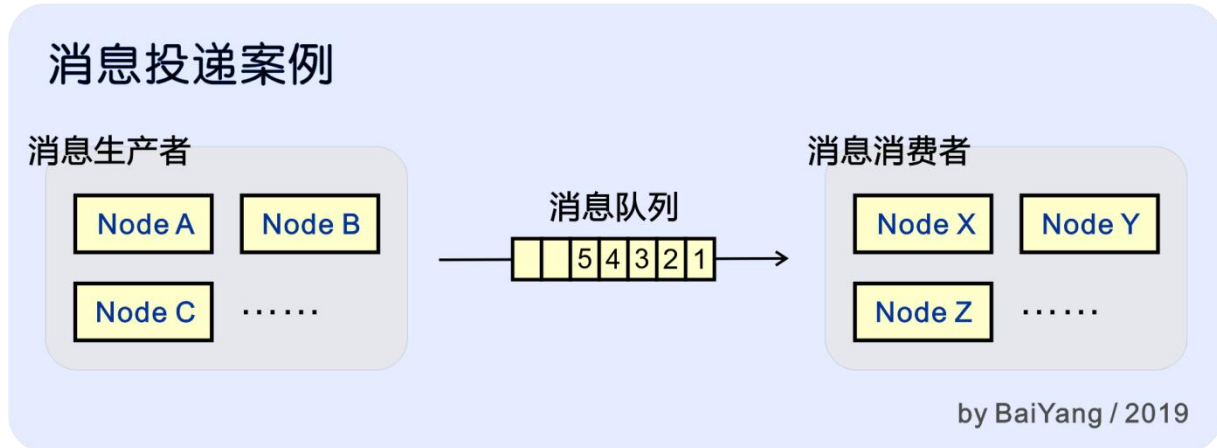 消息投递案例
消息生产者
消息消费者
Node A
Node B
消息队列
Node X
Node Y
5 4 3 2 1
Node C
……
Node Z
……
by BaiYang / 2019